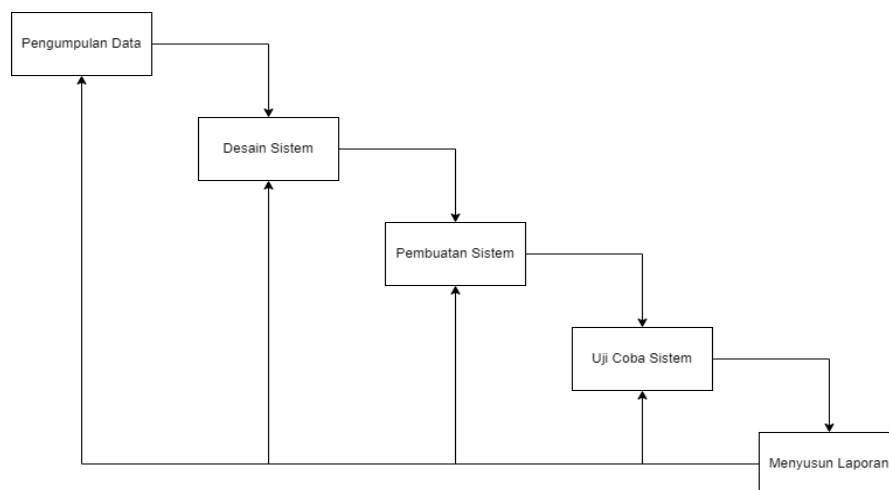 Pengumpulan Data
Desain Sistem
Pembuatan Sistem
Uji Coba Sistem
Menyusun Laporan